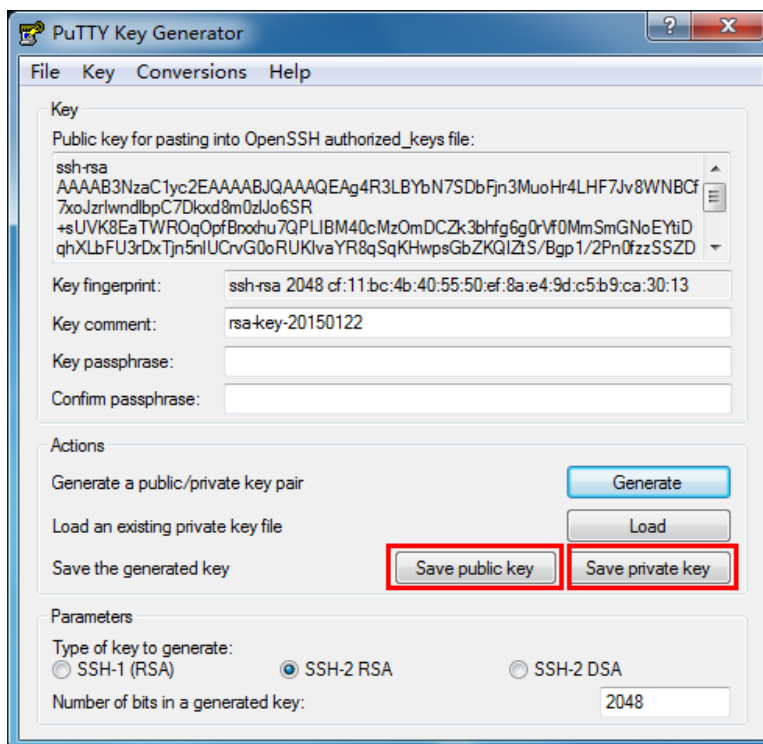 PuTTY Key Generator
File Key Conversions Help
Key
Public key for pasting into OpenSSH authorized_keys file:
ssh-rsa
AAAAB3NzaC1yc2EAAAABJQAAAQEAg4R3LBYbN7SDbFjn3MuoHr4LHF7Jv8WNBCf
7xoJzrlwndlbpC7Dkxd8m0zlJo6SR
+sUVK8EaTWROqOpfBrxxhu7QPLIBM40cMzOmDCZk3bhfg6g0rVf0MmSmGNoEYtiD
qhXLbFU3rDxTjn5nIUCrvG0oRUKIvaYR8qSqKHwpsGbZKQIZtS/Bgp1/2Pn0fzzSSZD
Key fingerprint: ssh-rsa 2048 cf:11:bc:4b:40:55:50:ef:8a:e4:9d:c5:b9:ca:30:13
Key comment: rsa-key-20150122
Key passphrase:
Confirm passphrase:
Actions
Generate a public/private key pair Generate
Load an existing private key file Load
Save the generated key Save public key Save private key
Parameters
Type of key to generate:
SSH-1 (RSA) SSH-2 RSA SSH-2 DSA
Number of bits in a generated key: 2048